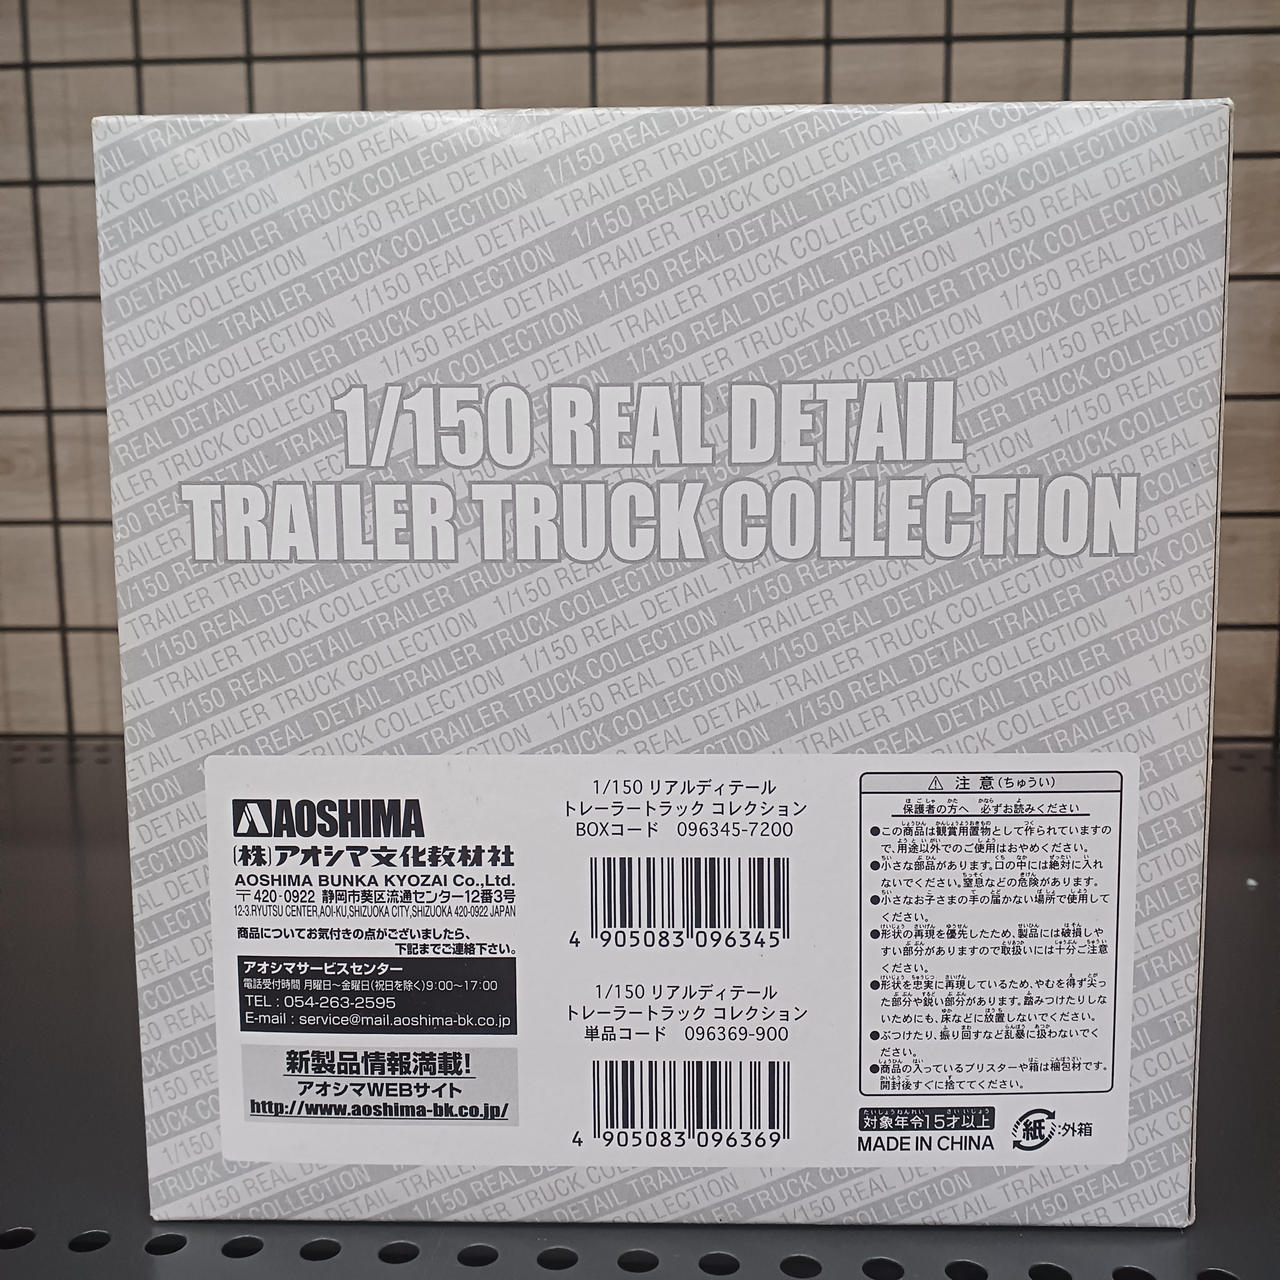 1/150 REAL DETAIL
TRAILER TRUCK COLLECTION
AOSHIMA
(株)アオシマ文化教材社
AOSHIMA BUNKA KYOZAI Co.,Ltd.
〒420-0922 静岡市葵区流通センター12番3号
12-3.RYUTSU CENTER,AOI-KU,SHIZUOKA CITY,SHIZUOKA 420-0922 JAPAN
商品についてお気付きの点がございましたら、
下記までご連絡下さい。
アオシマサービスセンター
電話受付時間 月曜日〜金曜日(祝日を除く)9:00〜17:00
TEL : 054-263-2595
E-mail : service@mail.aoshima-bk.co.jp
新製品情報満載!
アオシマWEBサイト
http://www.aoshima-bk.co.jp/
1/150 リアルディテール
トレーラートラック コレクション
BOXコード 096345-7200
4 905083 096345
1/150 リアルディテール
トレーラートラック コレクション
単品コード 096369-900
4 905083 096369
注意(ちゅうい)
保護者の方へ 必ずお読みください
●この商品は観賞用置物として作られていますの
で、用途以外でのご使用はおやめください。
●小さな部品があります。口の中には絶対に入れ
ないでください。窒息などの危険があります。
●小さなお子さまの手の届かない場所で使用して
ください。
●形状の再現を優先したため、製品には破損しや
すい部分がありますので取扱いには十分ご注意
ください。
●形状を忠実に再現しているため、やむを得ず尖っ
た部分や鋭い部分があります。踏みつけたりしな
いためにも、床などに放置しないでください。
●ぶつけたり、振り回すなど乱暴に扱わないでく
ださい。
●商品の入っているブリスターや箱は梱包材です。
開封後すぐに捨ててください。
対象年令15才以上
MADE IN CHINA
紙:外箱